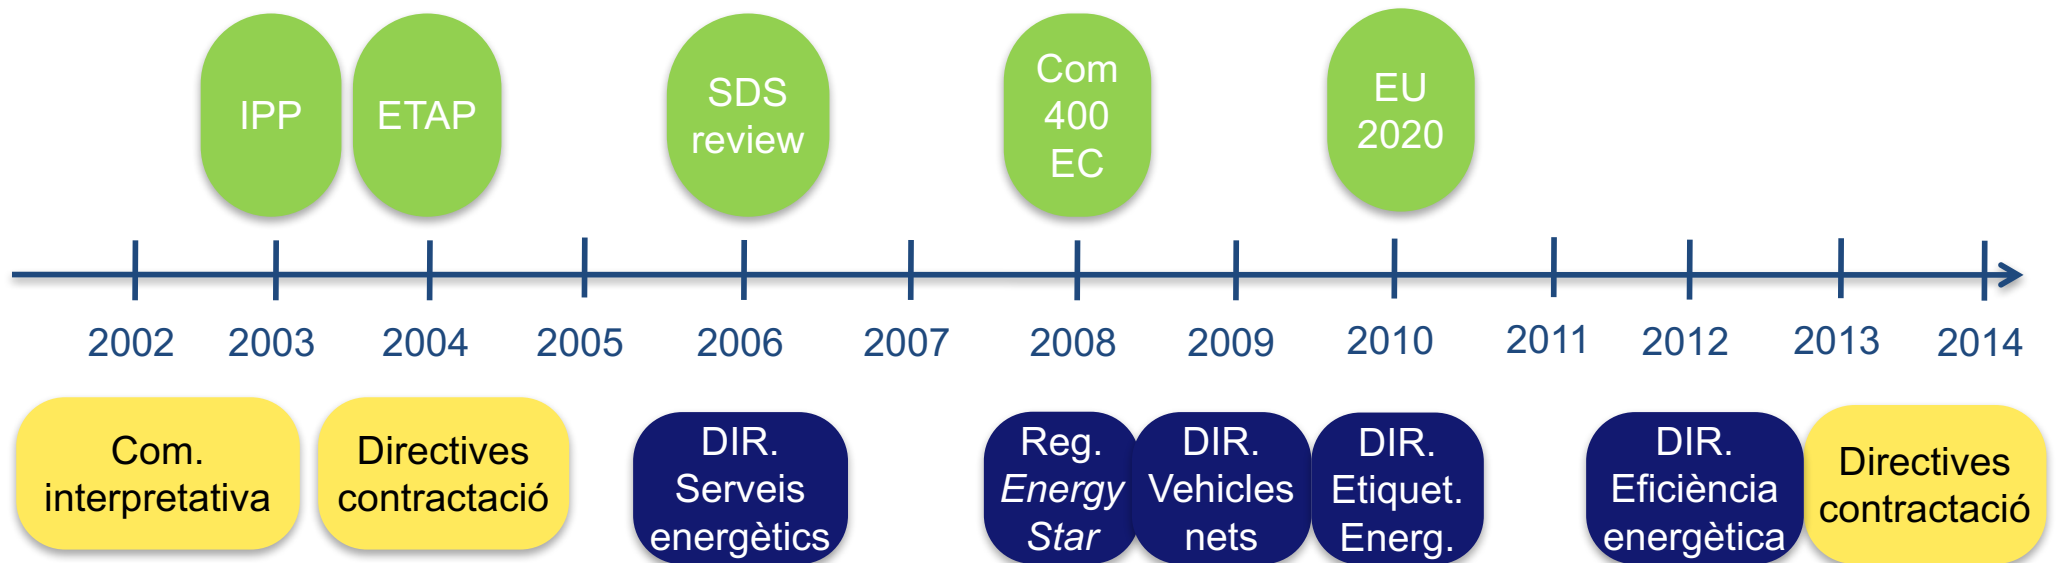 IPP
ETAP
SDS
review
Com
400
EC
EU
2020
2002
2003
2004
2005
2006
2007
2008
2009
2010
2011
2012
2013
2014
Com.
interpretativa
Directives
contractació
DIR.
Serveis
energètics
Reg.
Energy
Star
DIR.
Vehicles
nets
DIR.
Etiquet.
Energ.
DIR.
Eficiència
energètica
Directives
contractació